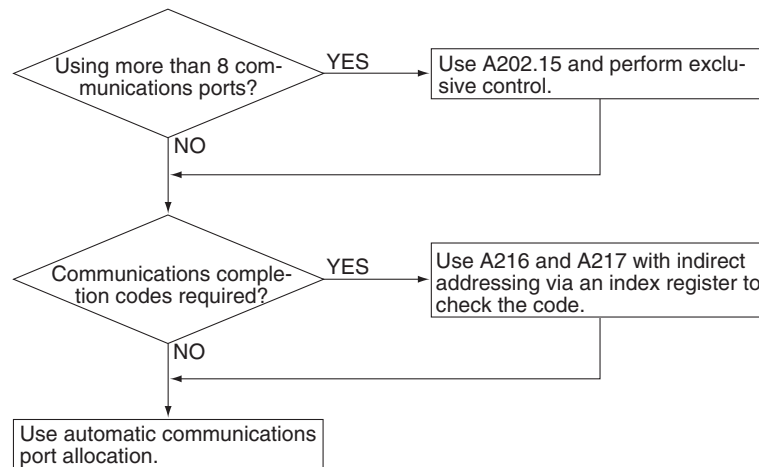 Using more than 8 com-
munications ports?
YES
Use A202.15 and perform exclu-
sive control.
NO
Communications comple-
tion codes required?
YES
Use A216 and A217 with indirect
addressing via an index register to
check the code.
NO
Use automatic communications
port allocation.